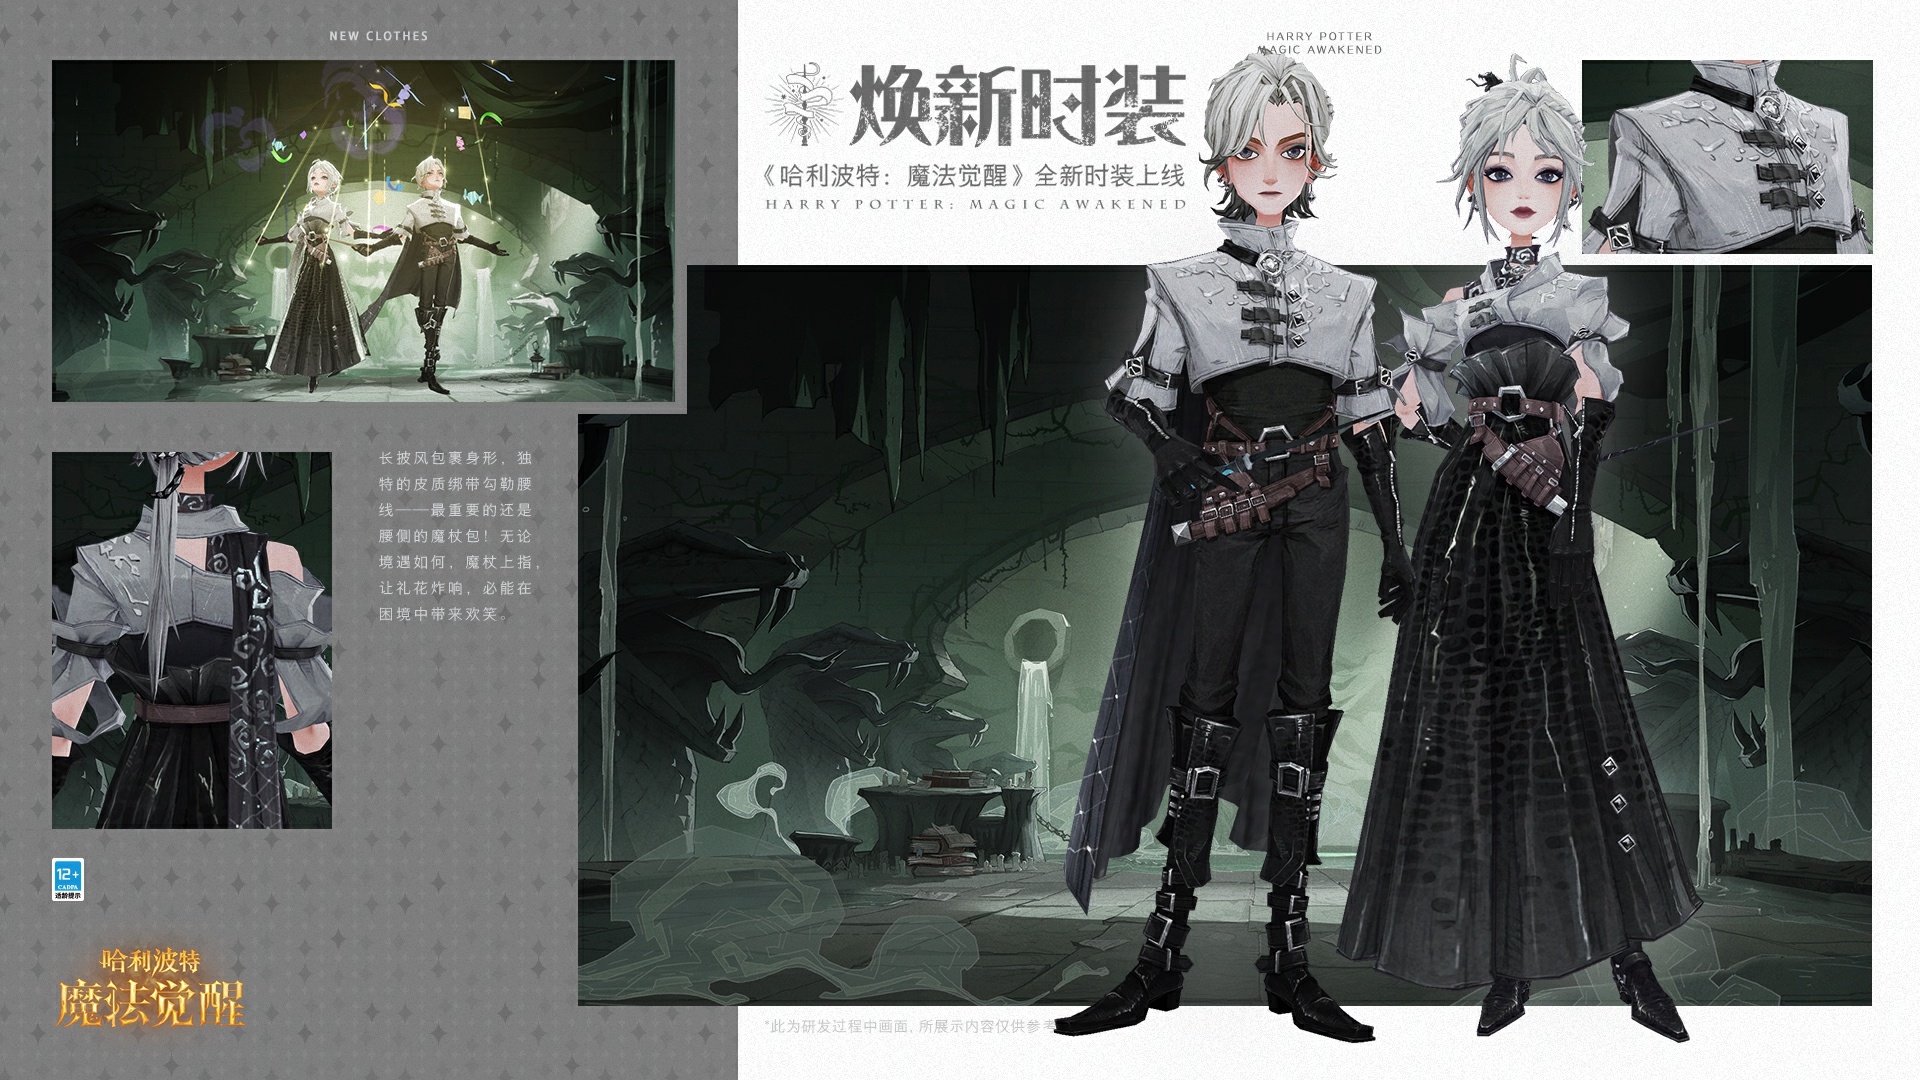 NEW CLOTHES
HARRY POTTER
MAGIC AWAKENED
焕新时装
《哈利波特：魔法觉醒》全新时装上线
HARRY POTTER: MAGIC AWAKENED
长披风包裹身形，独
特的皮质绑带勾勒腰
线——最重要的还是
腰侧的魔杖包！无论
境遇如何，魔杖上指，
让礼花炸响，必能在
困境中带来欢笑。
12+
CADPA
适龄提示
哈利波特
魔法觉醒
*此为研发过程中画面, 所展示内容仅供参考